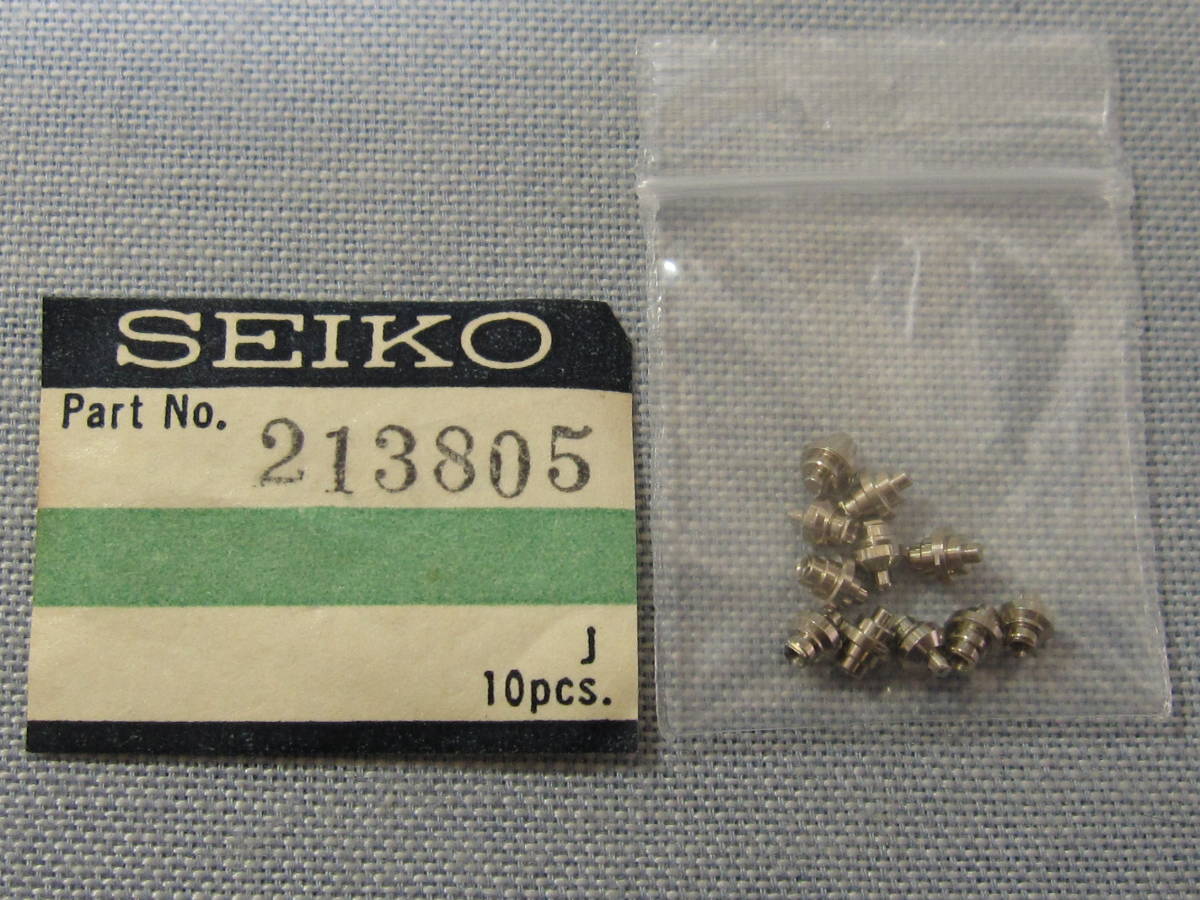 SEIKO
Part No. 213805
J
10pcs.